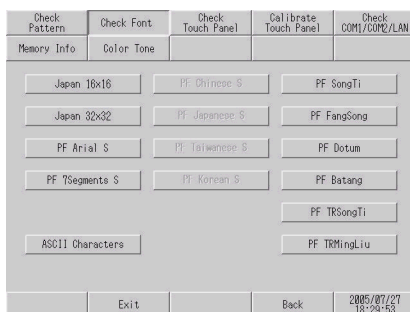 Check Pattern
Check Font
Check Touch Panel
Calibrate Touch Panel
Check COM1/COM2/LAN
Memory Info
Color Tone
Japan 16x16
PF Chinese S
PF SongTi
Japan 32x32
PF Japanese S
PF FangSong
PF Arial S
PF Taiwanese S
PF Dotum
PF 7Segments S
PF Korean S
PF Batang
PF TRSongTi
ASCII Characters
PF TRMingLiu
Exit
Back
2005/07/27
18:29:53